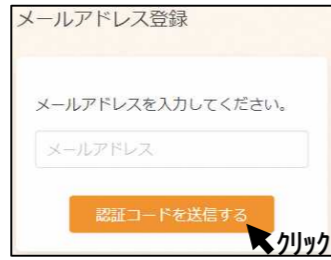 メールアドレス登録
メールアドレスを入力してください。
メールアドレス
認証コードを送信する
クリック